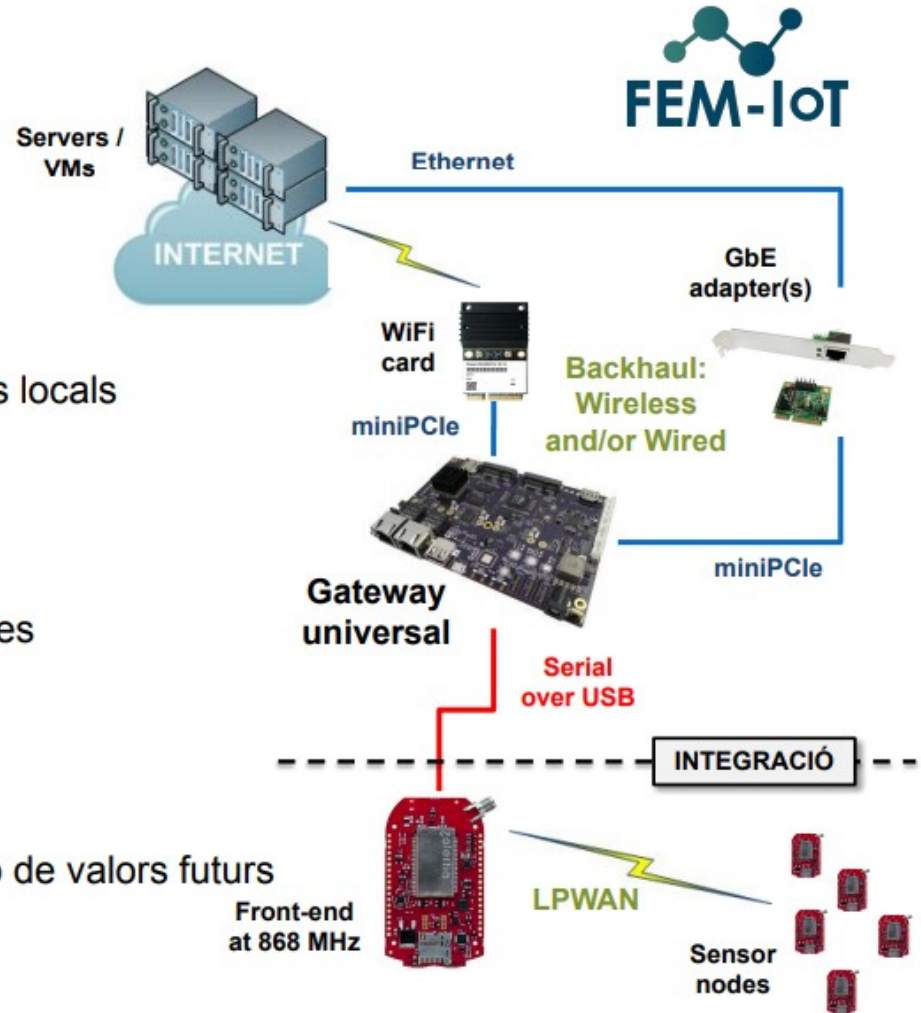 FEM-IoT
Servers /
VMs
Ethernet
INTERNET
GbE
adapter(s)
WiFi
card
Backhaul:
Wireless
and/or Wired
s locals
miniPCIe
miniPCIe
Gateway
universal
es
Serial
over USB
INTEGRACIÓ
de valors futurs
Front-end
at 868 MHz
LPWAN
Sensor
nodes
zolertia